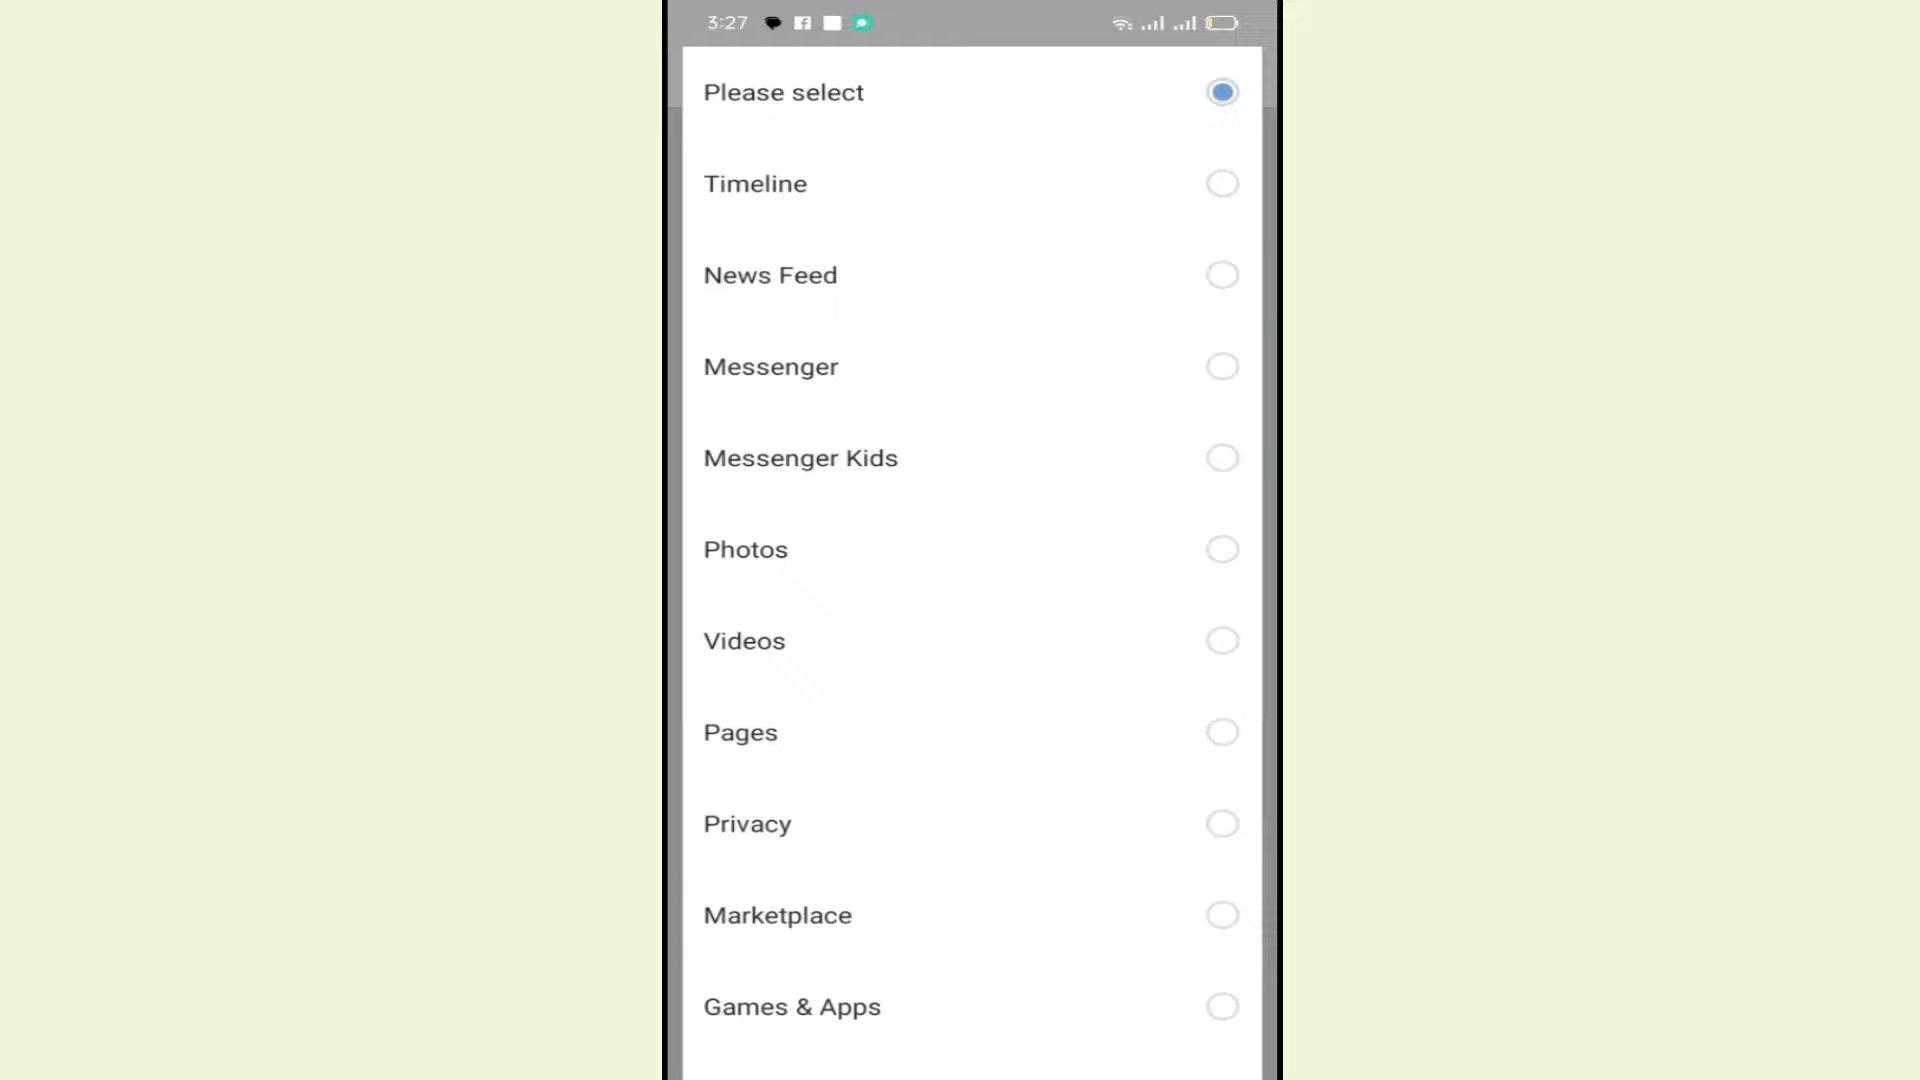 3:27
Please select
Timeline
News Feed
Messenger
Messenger Kids
Photos
Videos
Pages
Privacy
Marketplace
Games & Apps